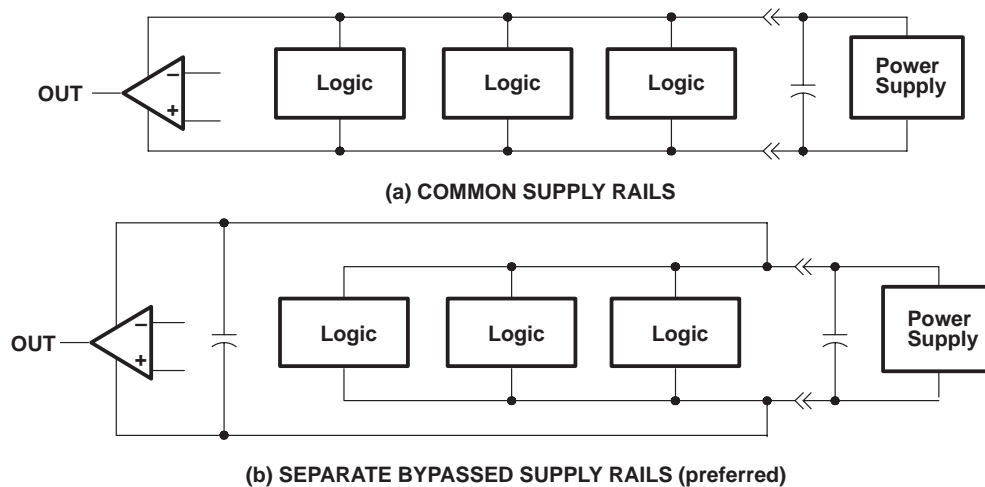 OUT
−
+
Logic
Logic
Logic
Power
Supply
(a) COMMON SUPPLY RAILS
OUT
−
+
Logic
Logic
Logic
Power
Supply
(b) SEPARATE BYPASSED SUPPLY RAILS (preferred)